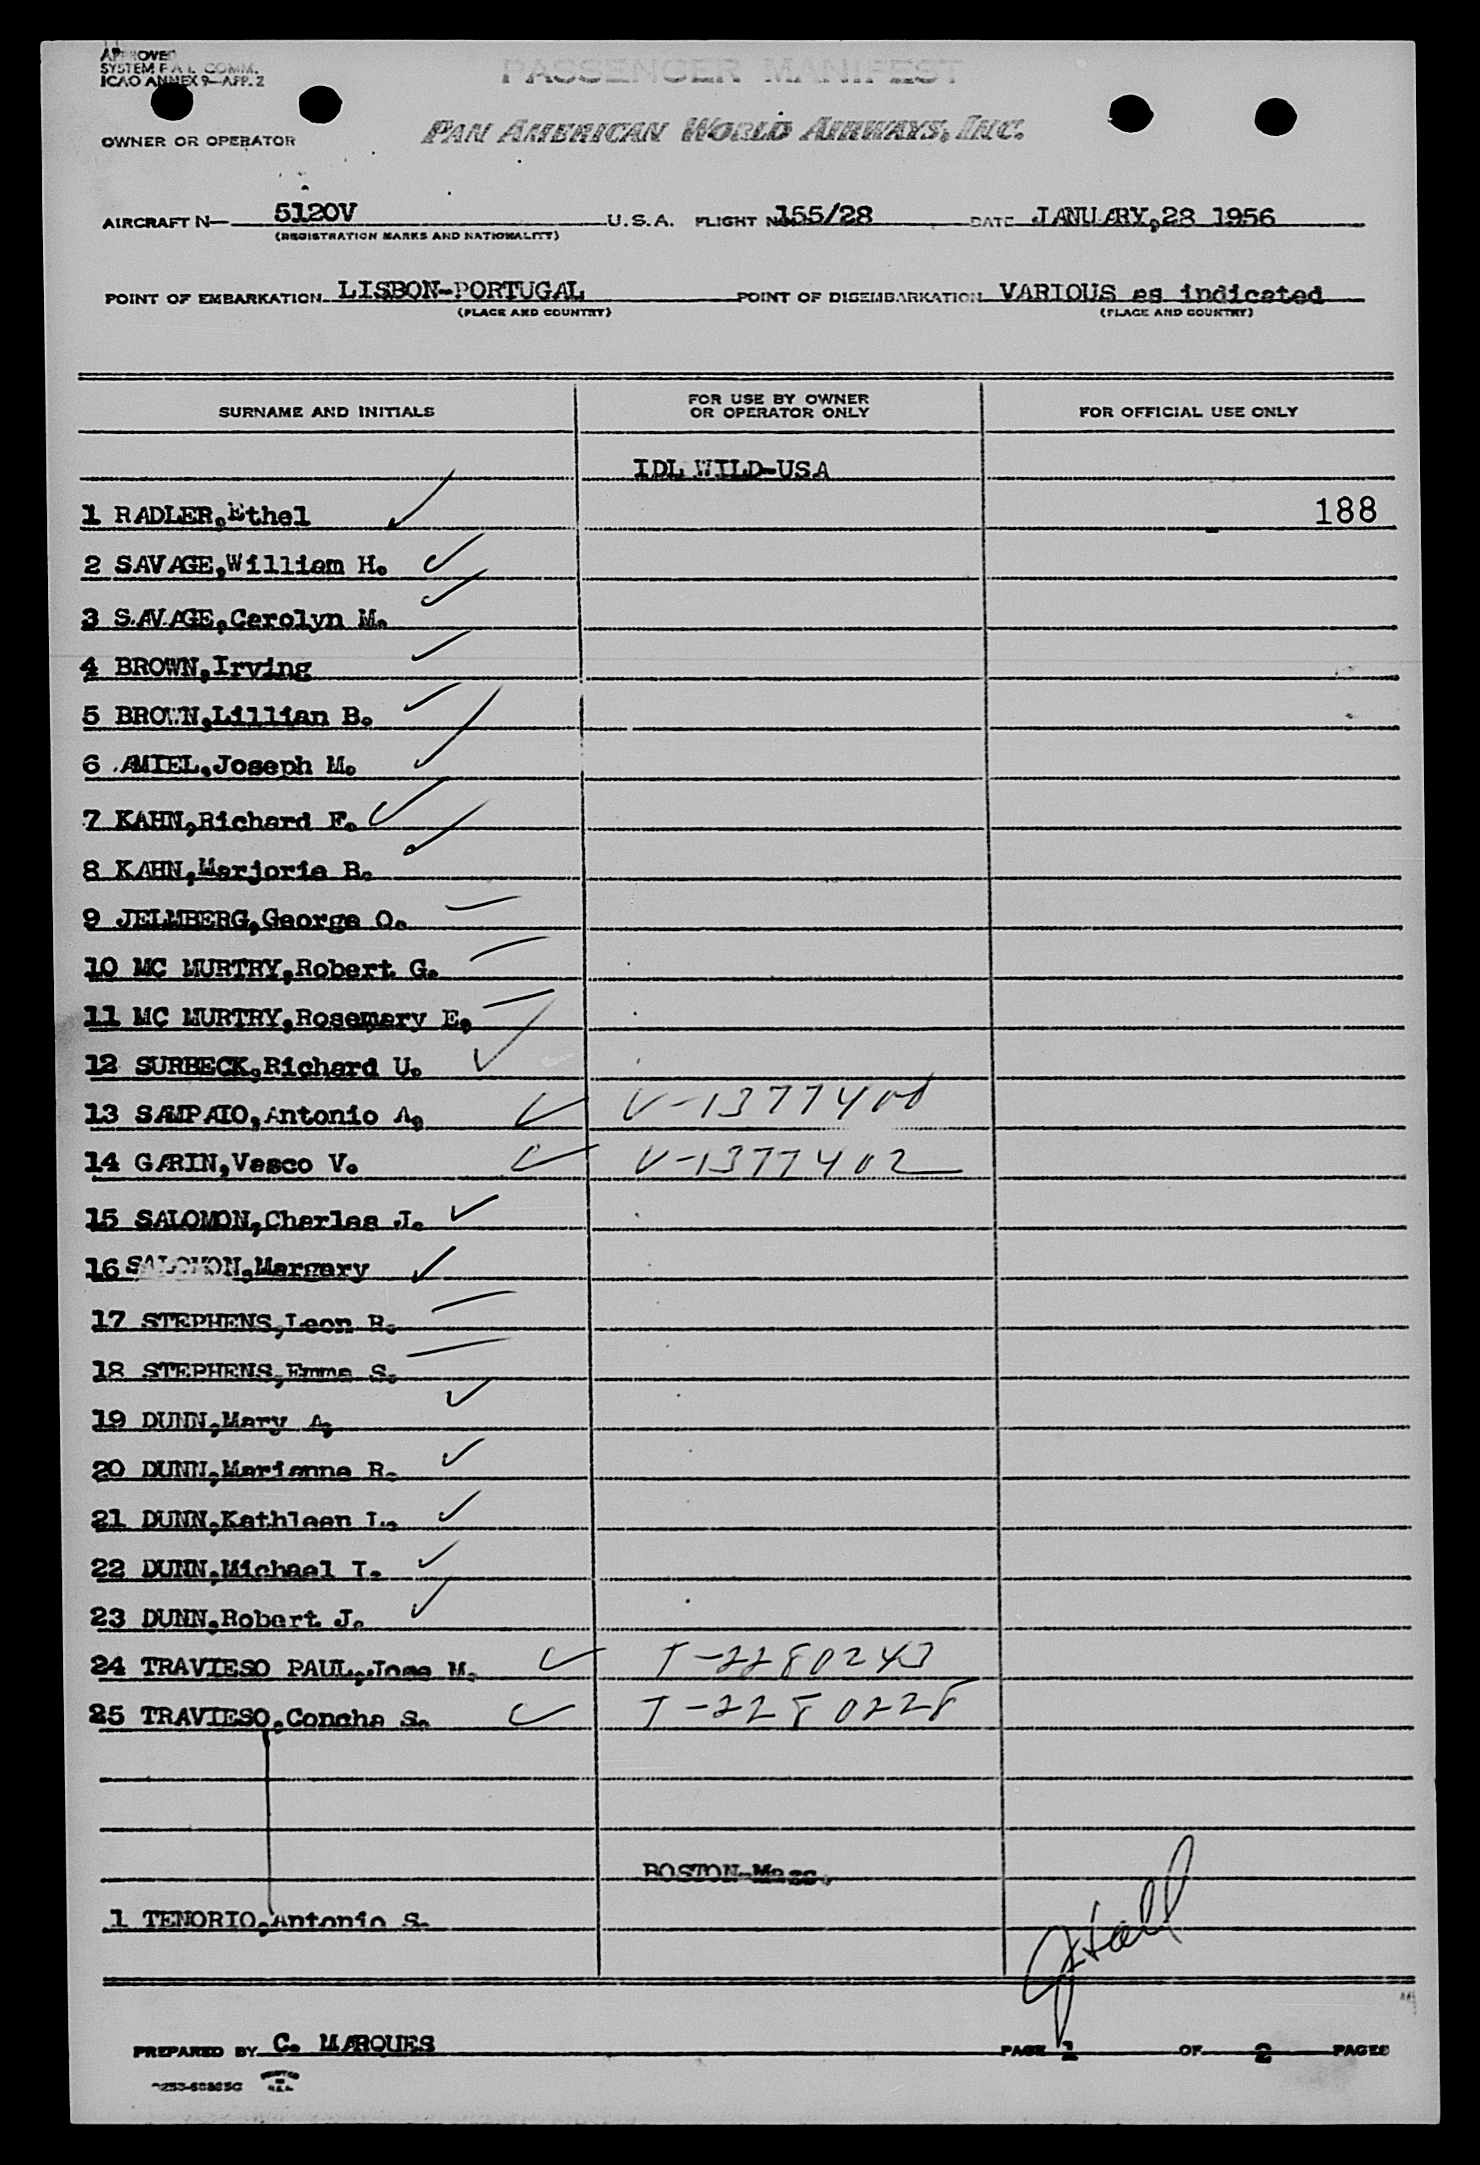 APPROVED
SYSTEM F.A.L. COMM.
ICAO ANNEX 9—APP. 2
PASSENGER MANIFEST
OWNER OR OPERATOR PAN AMERICAN WORLD AIRWAYS, INC.
AIRCRAFT N— 5120V U.S.A. FLIGHT No. 155/28 DATE JANUARY,28 1956
(REGISTRATION MARKS AND NATIONALITY)
POINT OF EMBARKATION LISBON-PORTUGAL POINT OF DISEMBARKATION VARIOUS as indicated
(PLACE AND COUNTRY) (PLACE AND COUNTRY)
SURNAME AND INITIALS FOR USE BY OWNER OR OPERATOR ONLY FOR OFFICIAL USE ONLY
IDLWILD-USA
1 RADLER,Ethel 188
2 SAVAGE,William H.
3 SAVAGE,Carolyn M.
4 BROWN,Irving
5 BROWN,Lillian B.
6 AMIEL,Joseph M.
7 KAHN,Richard F.
8 KAHN,Marjorie B.
9 JELMBERG,George O.
10 MC MURTRY,Robert G.
11 MC MURTRY,Rosemary E,
12 SURBECK,Richard U.
13 SAMPAIO,Antonio A, V-1377400
14 GARIN,Vasco V. V-1377402
15 SALOMON,Charles J.
16 SALOMON,Margary
17 STEPHENS,Leon R.
18 STEPHENS,Emma S.
19 DUNN,Mary A,
20 DUNN,Marianne R.
21 DUNN,Kathleen L.
22 DUNN,Michael T.
23 DUNN,Robert J.
24 TRAVIESO PAUL,Jose M. T-2280243
25 TRAVIESO,Concha S. T-2280228
BOSTON-Mass.
1 TENORIO,Antonio S.
PREPARED BY C. MARQUES PAGE 1 OF 2 PAGES
PRINTED IN U.S.A.